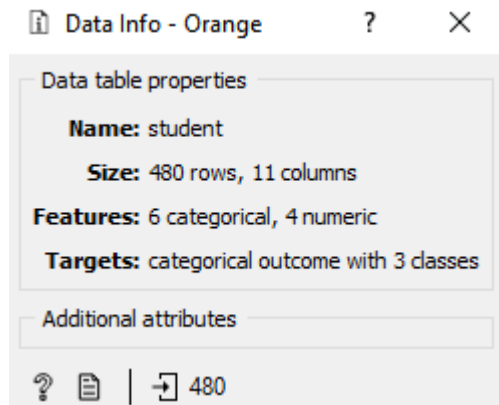 Data Info - Orange ? ×
Data table properties
Name: student
Size: 480 rows, 11 columns
Features: 6 categorical, 4 numeric
Targets: categorical outcome with 3 classes
Additional attributes
? 480